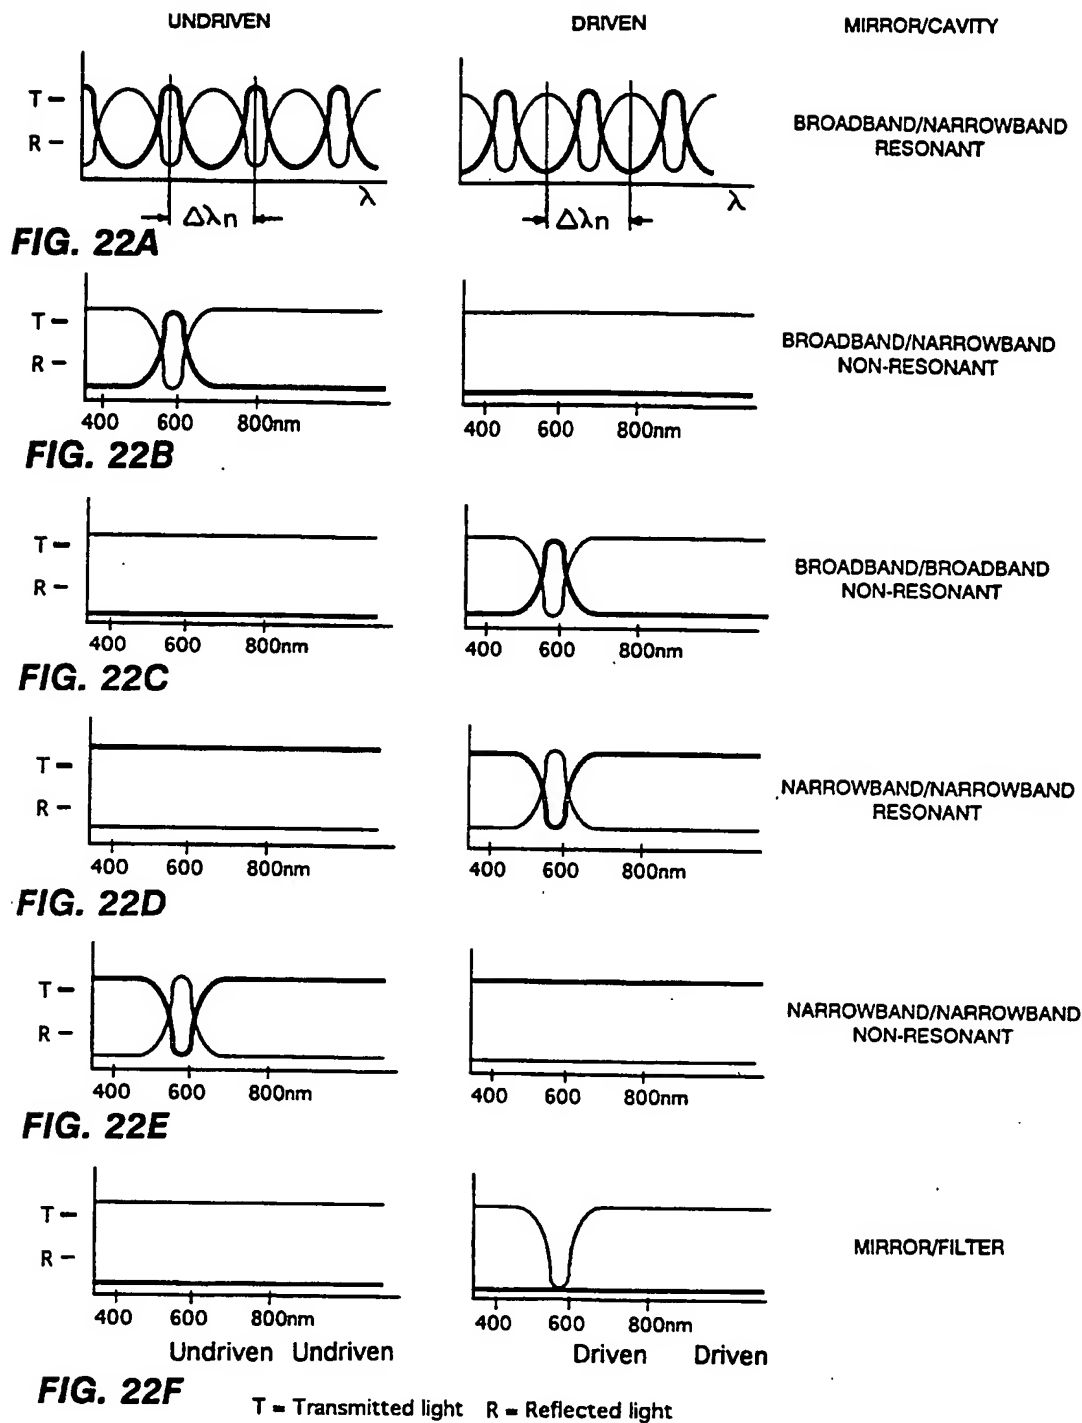 UNDRIVEN DRIVEN MIRROR/CAVITY
T –
R –
λ λ
BROADBAND/NARROWBAND
RESONANT
Δλn Δλn
FIG. 22A
T –
R –
400 600 800nm 400 600 800nm
BROADBAND/NARROWBAND
NON-RESONANT
FIG. 22B
T –
R –
400 600 800nm 400 600 800nm
BROADBAND/BROADBAND
NON-RESONANT
FIG. 22C
T –
R –
400 600 800nm 400 600 800nm
NARROWBAND/NARROWBAND
RESONANT
FIG. 22D
T –
R –
400 600 800nm 400 600 800nm
NARROWBAND/NARROWBAND
NON-RESONANT
FIG. 22E
T –
R –
400 600 800nm 400 600 800nm
MIRROR/FILTER
Undriven Undriven Driven Driven
FIG. 22F
T = Transmitted light R = Reflected light